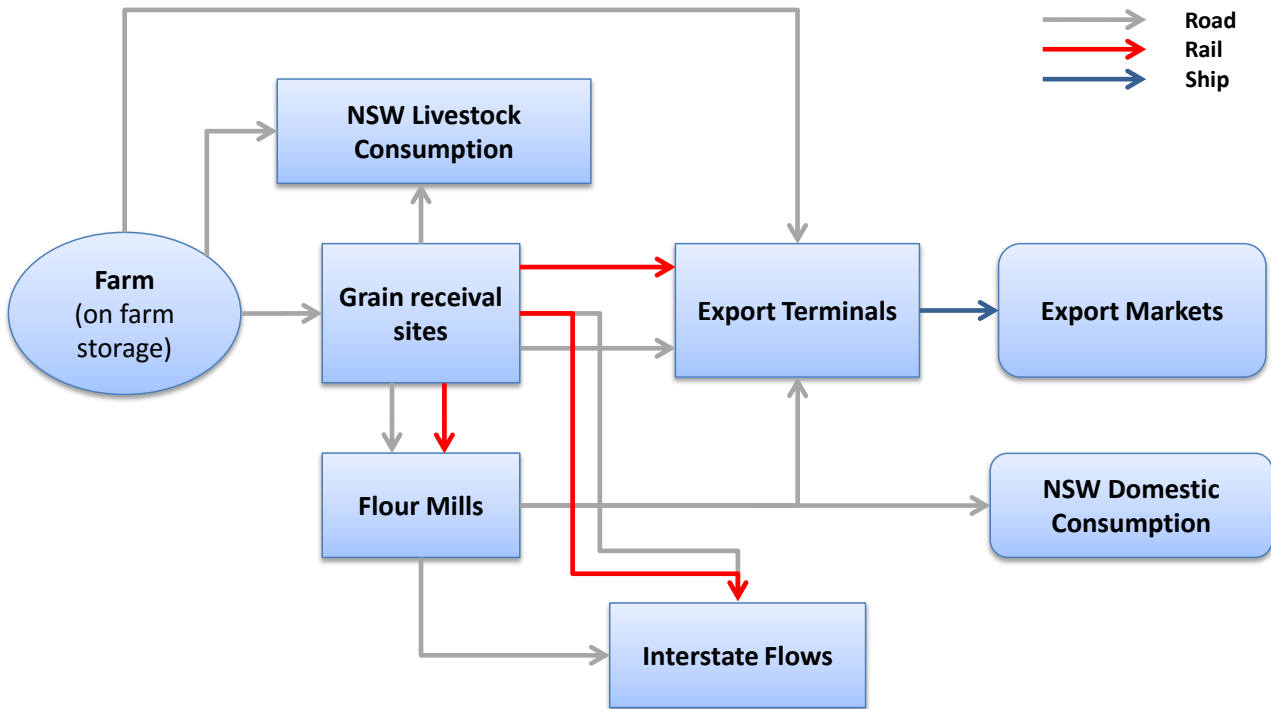 Road
Rail
Ship
NSW Livestock
Consumption
Farm
(on farm
storage)
Grain receival
sites
Export Terminals
Export Markets
Flour Mills
NSW Domestic
Consumption
Interstate Flows